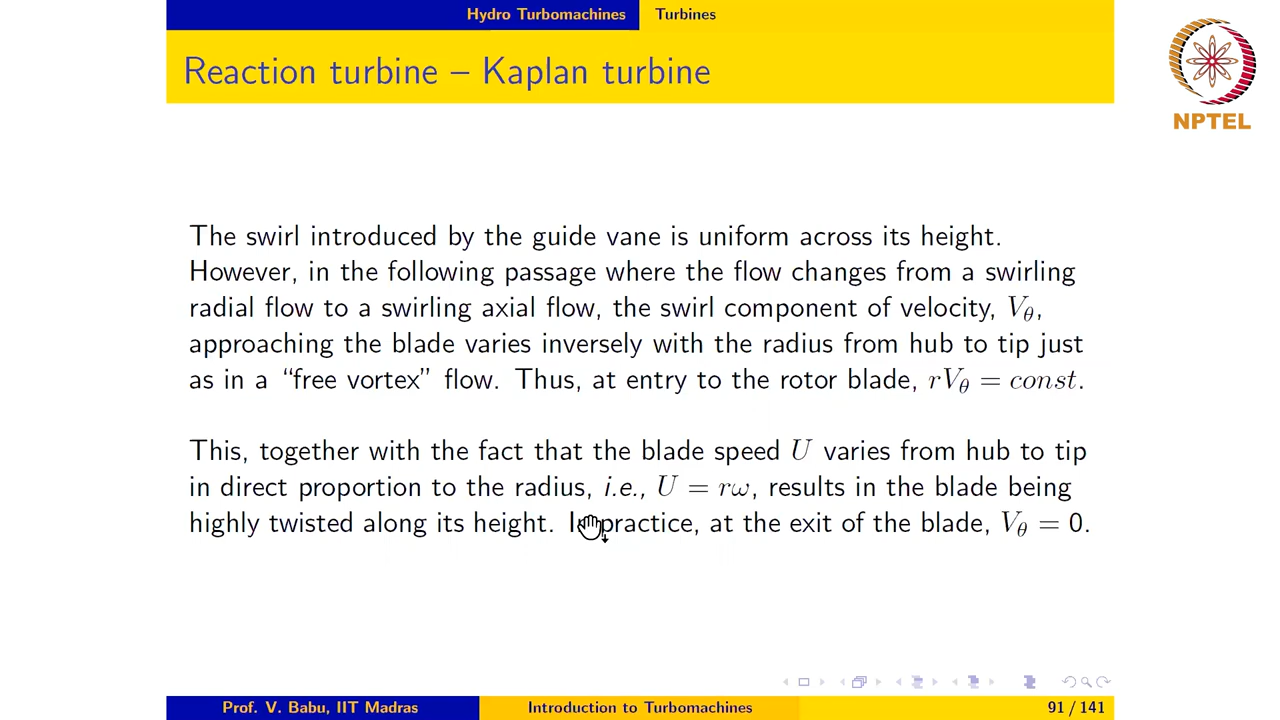 Hydro Turbomachines Turbines
Reaction turbine – Kaplan turbine
NPTEL
The swirl introduced by the guide vane is uniform across its height.
However, in the following passage where the flow changes from a swirling
radial flow to a swirling axial flow, the swirl component of velocity, Vθ,
approaching the blade varies inversely with the radius from hub to tip just
as in a “free vortex” flow. Thus, at entry to the rotor blade, rVθ = const.
This, together with the fact that the blade speed U varies from hub to tip
in direct proportion to the radius, i.e., U = rω, results in the blade being
highly twisted along its height. In practice, at the exit of the blade, Vθ = 0.
Prof. V. Babu, IIT Madras Introduction to Turbomachines 91 / 141